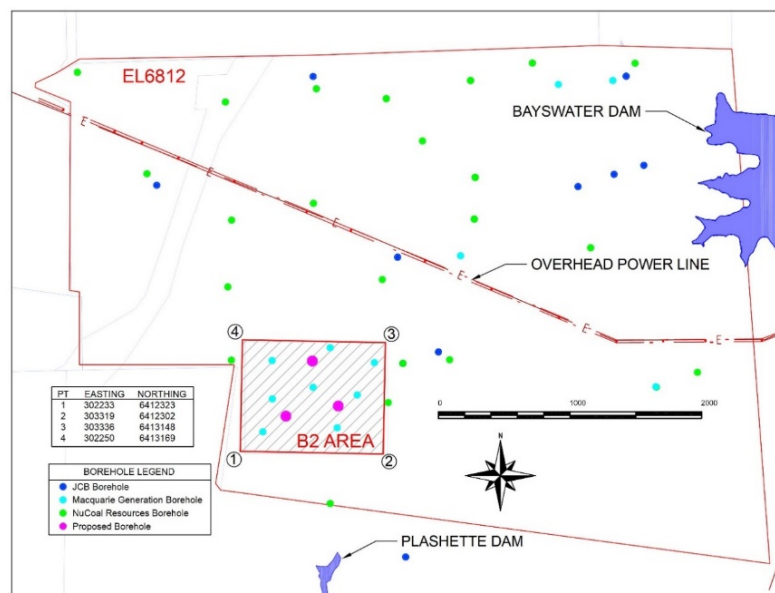 EL6812
BAYSWATER DAM
E
E
E
E
OVERHEAD POWER LINE
E
E
4
3
PT EASTING NORTHING
1 302233 6412323
2 303319 6412302
3 303336 6413148
4 302250 6413169
0 1000 2000
B2 AREA
1
2
N
BOREHOLE LEGEND
JCB Borehole
Macquarie Generation Borehole
NuCoal Resources Borehole
Proposed Borehole
PLASHETTE DAM